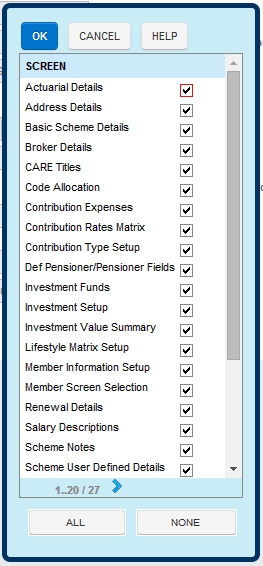 OK CANCEL HELP
SCREEN
Actuarial Details
Address Details
Basic Scheme Details
Broker Details
CARE Titles
Code Allocation
Contribution Expenses
Contribution Rates Matrix
Contribution Type Setup
Def Pensioner/Pensioner Fields
Investment Funds
Investment Setup
Investment Value Summary
Lifestyle Matrix Setup
Member Information Setup
Member Screen Selection
Renewal Details
Salary Descriptions
Scheme Notes
Scheme User Defined Details
1..20 / 27
ALL NONE